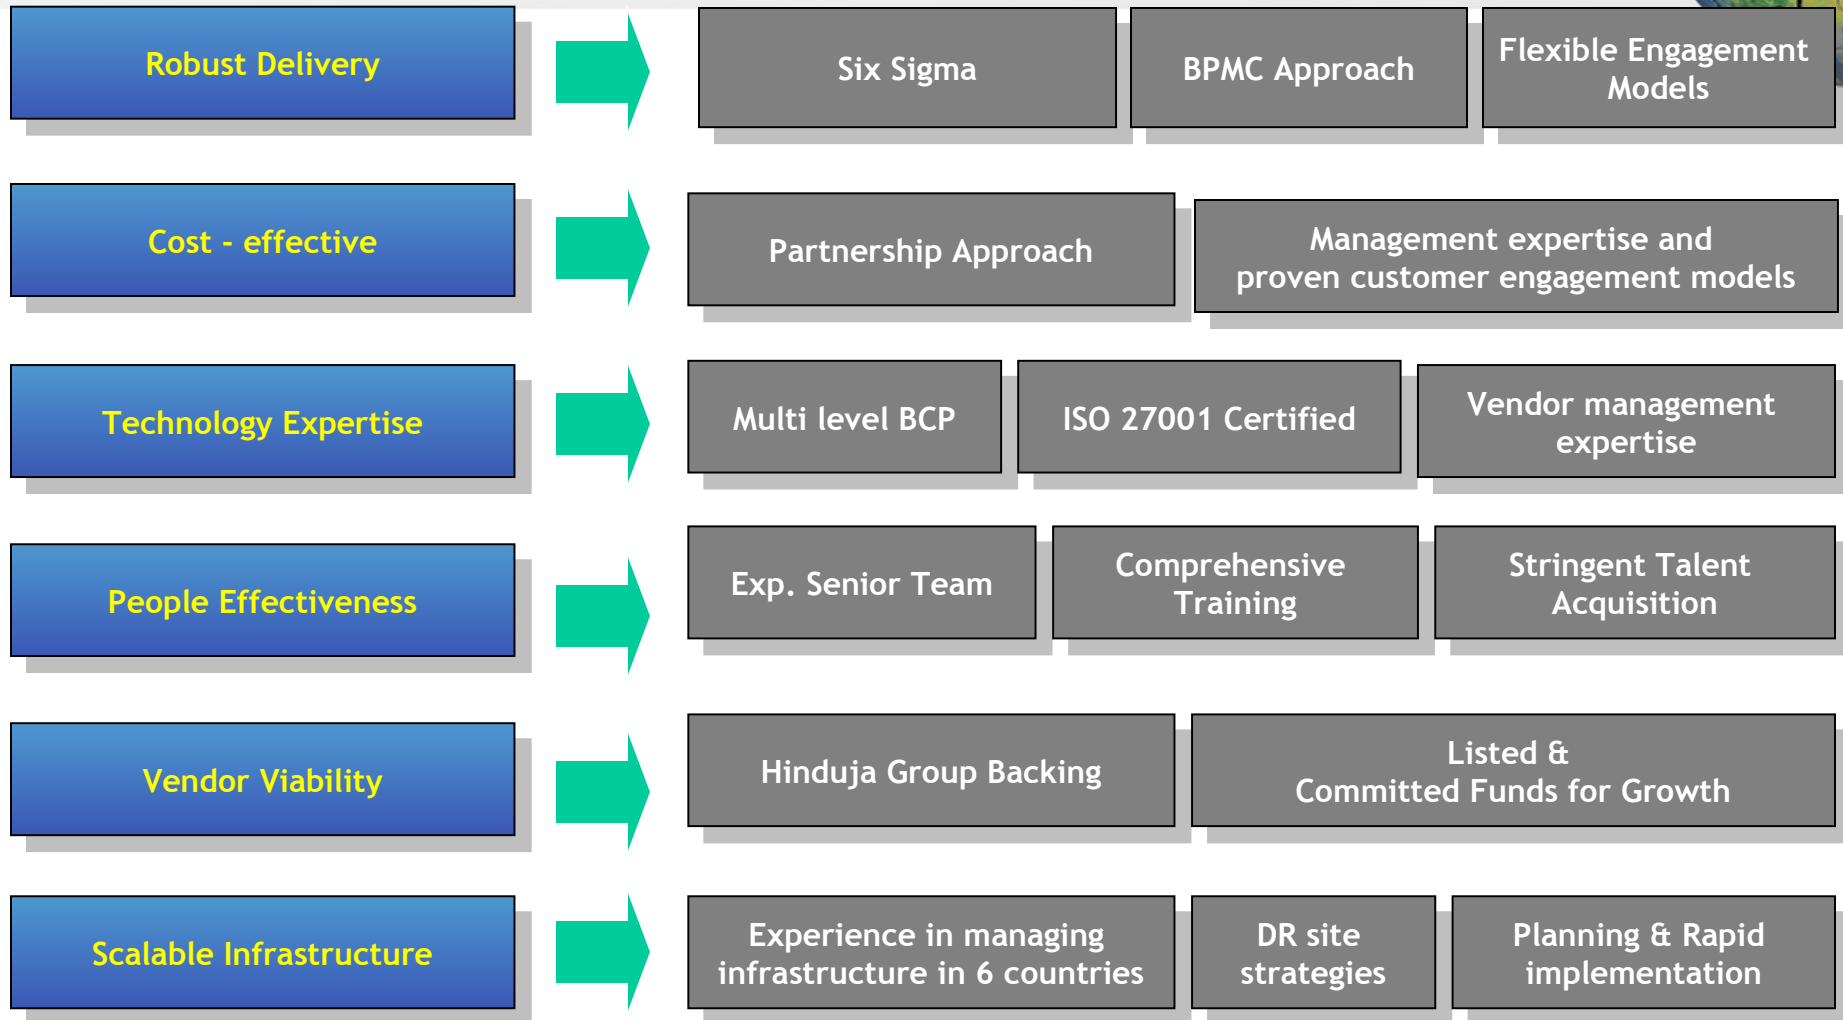 Robust Delivery
Six Sigma
BPMC Approach
Flexible Engagement
Models
Cost - effective
Partnership Approach
Management expertise and
proven customer engagement models
Technology Expertise
Multi level BCP
ISO 27001 Certified
Vendor management
expertise
People Effectiveness
Exp. Senior Team
Comprehensive
Training
Stringent Talent
Acquisition
Vendor Viability
Hinduja Group Backing
Listed &
Committed Funds for Growth
Scalable Infrastructure
Experience in managing
infrastructure in 6 countries
DR site
strategies
Planning & Rapid
implementation